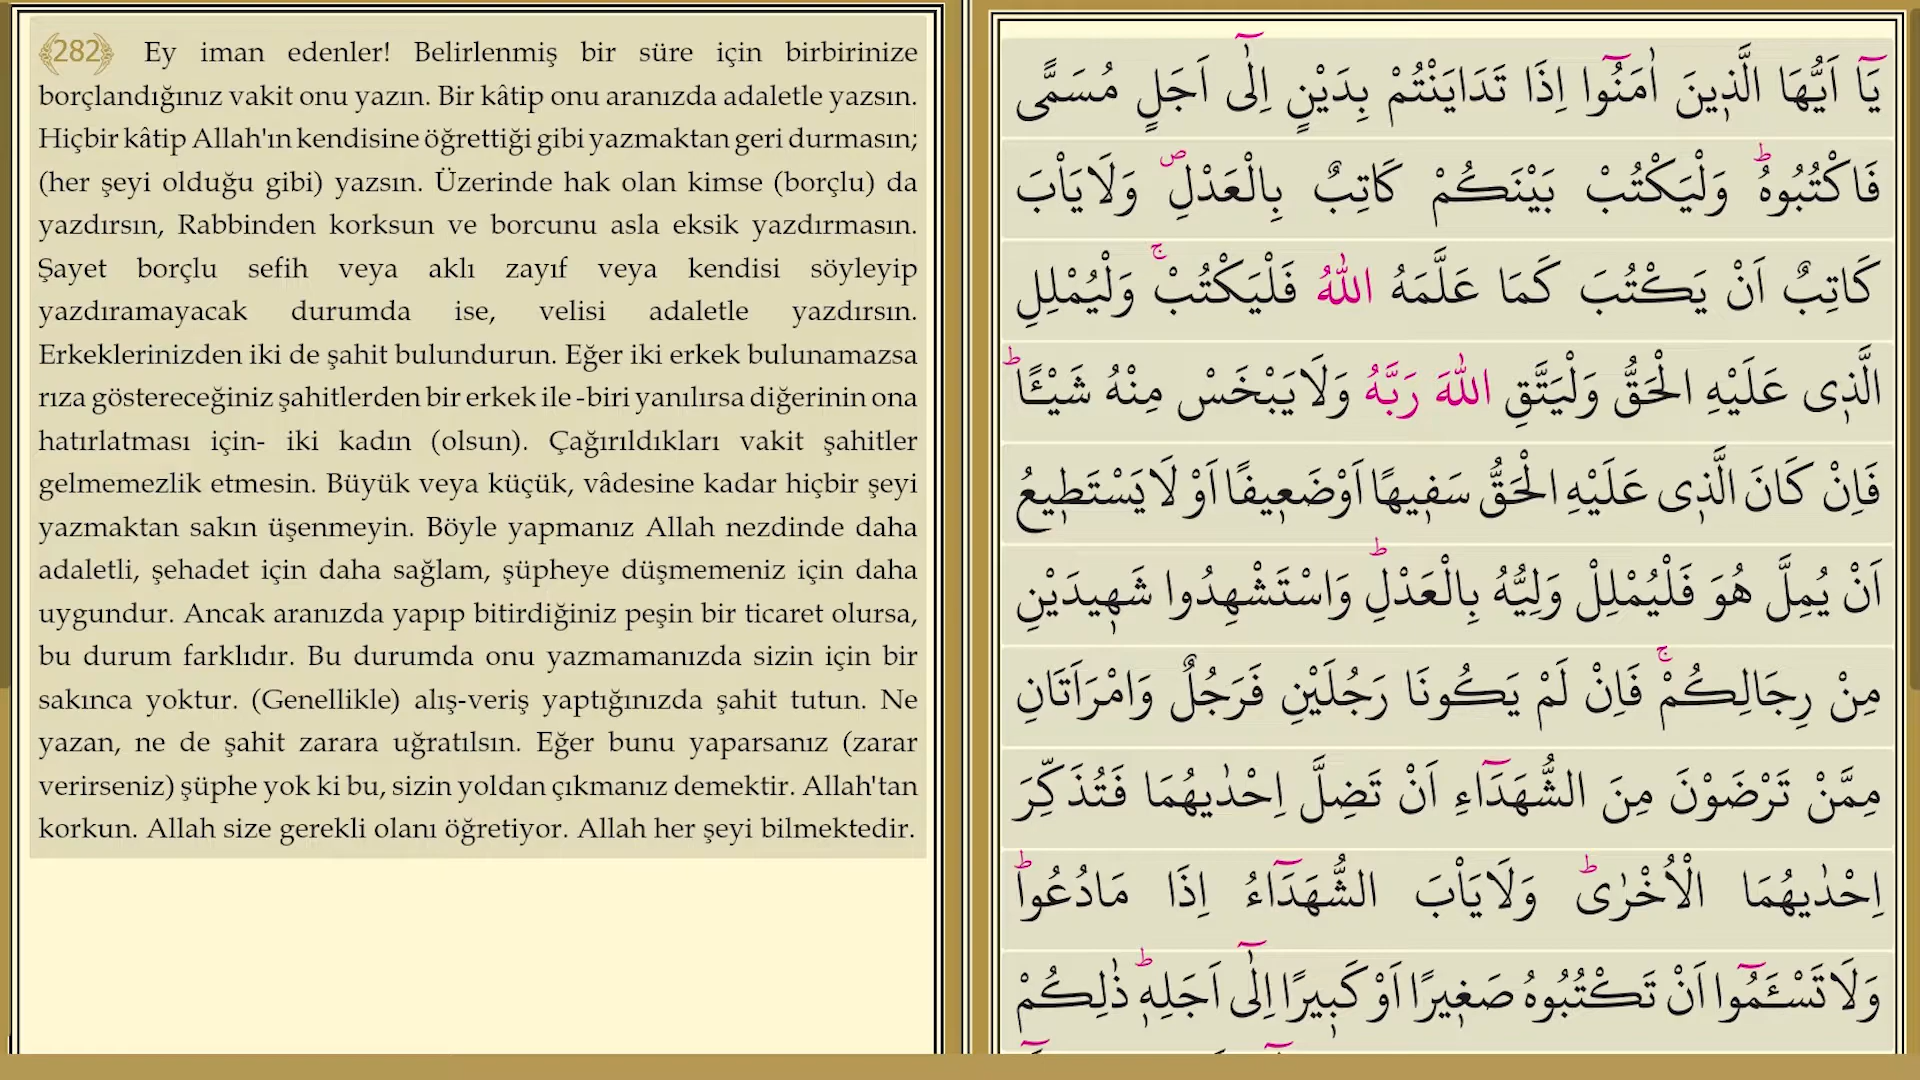 282 Ey iman edenler! Belirlenmiş bir süre için birbirinize
borçlandığınız vakit onu yazın. Bir kâtip onu aranızda adaletle yazsın.
Hiçbir kâtip Allah'ın kendisine öğrettiği gibi yazmaktan geri durmasın;
(her şeyi olduğu gibi) yazsın. Üzerinde hak olan kimse (borçlu) da
yazdırsın, Rabbinden korksun ve borcunu asla eksik yazdırmasın.
Şayet borçlu sefih veya aklı zayıf veya kendisi söyleyip
yazdıramayacak durumda ise, velisi adaletle yazdırsın.
Erkeklerinizden iki de şahit bulundurun. Eğer iki erkek bulunamazsa
rıza göstereceğiniz şahitlerden bir erkek ile -biri yanılırsa diğerinin ona
hatırlatması için- iki kadın (olsun). Çağırıldıkları vakit şahitler
gelmemezlik etmesin. Büyük veya küçük, vâdesine kadar hiçbir şeyi
yazmaktan sakın üşenmeyin. Böyle yapmanız Allah nezdinde daha
adaletli, şehadet için daha sağlam, şüpheye düşmemeniz için daha
uygundur. Ancak aranızda yapıp bitirdiğiniz peşin bir ticaret olursa,
bu durum farklıdır. Bu durumda onu yazmamanızda sizin için bir
sakınca yoktur. (Genellikle) alış-veriş yaptığınızda şahit tutun. Ne
yazan, ne de şahit zarara uğratılsın. Eğer bunu yaparsanız (zarar
verirseniz) şüphe yok ki bu, sizin yoldan çıkmanız demektir. Allah'tan
korkun. Allah size gerekli olanı öğretiyor. Allah her şeyi bilmektedir.
يَٓا اَيُّهَا الَّذ۪ينَ اٰمَنُٓوا اِذَا تَدَايَنْتُمْ بِدَيْنٍ اِلٰٓى اَجَلٍ مُسَمًّى
فَاكْتُبُوهُۜ وَلْيَكْتُبْ بَيْنَكُمْ كَاتِبٌ بِالْعَدْلِۖ وَلَا يَأْبَ
كَاتِبٌ اَنْ يَكْتُبَ كَمَا عَلَّمَهُ اللّٰهُ فَلْيَكْتُبْۚ وَلْيُمْلِلِ
الَّذ۪ي عَلَيْهِ الْحَقُّ وَلْيَتَّقِ اللّٰهَ رَبَّهُ وَلَا يَبْخَسْ مِنْهُ شَيْـًٔاۜ
فَاِنْ كَانَ الَّذ۪ي عَلَيْهِ الْحَقُّ سَف۪يهًا اَوْ ضَع۪يفًا اَوْ لَا يَسْتَط۪يعُ
اَنْ يُمِلَّ هُوَ فَلْيُمْلِلْ وَلِيُّهُ بِالْعَدْلِۜ وَاسْتَشْهِدُوا شَه۪يدَيْنِ
مِنْ رِجَالِكُمْۚ فَاِنْ لَمْ يَكُونَا رَجُلَيْنِ فَرَجُلٌ وَامْرَاَتَانِ
مِمَّنْ تَرْضَوْنَ مِنَ الشُّهَدَٓاءِ اَنْ تَضِلَّ اِحْدٰيهُمَا فَتُذَكِّرَ
اِحْدٰيهُمَا الْاُخْرٰىۜ وَلَا يَأْبَ الشُّهَدَٓاءُ اِذَا مَا دُعُواۜ
وَلَا تَسْـَٔمُٓوا اَنْ تَكْتُبُوهُ صَغ۪يرًا اَوْ كَب۪يرًا اِلٰٓى اَجَلِه۪ۜ ذٰلِكُمْ